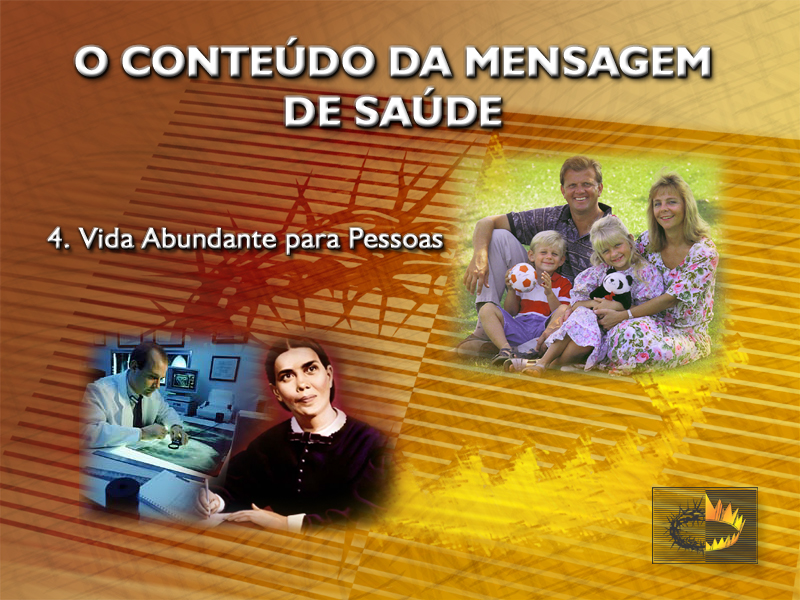 O CONTEÚDO DA MENSAGEM
DE SAÚDE
4. Vida Abundante para Pessoas